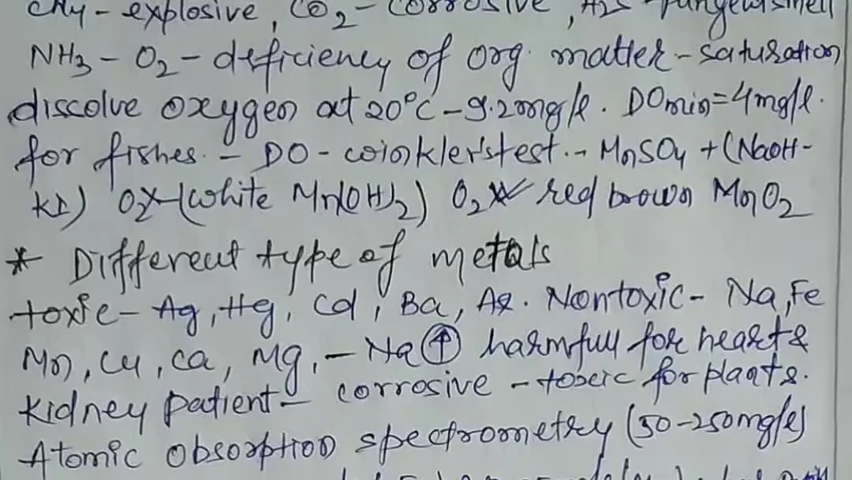 CH4 - explosive, CO2 - corrosive, H2S - smell
NH3 - O2 - deficiency of org. matter - saturation
discolve oxygen at 20°C - 9.2mg/l. DOmin = 4mg/l.
for fishes. - DO - winkler's test. - MnSO4 + (NaOH-
KI) O2✗ (white Mn(OH)2) O2✓ red brown MnO2
* Different type of metals
toxic - Ag, Hg, Cd, Ba, As. Nontoxic - Na, Fe
Mn, Cu, Ca, Mg, - Na ↑ harmfull for heart &
Kidney patient - corrosive - toxic for plants.
Atomic obsorption spectrometry (50-250mg/l)